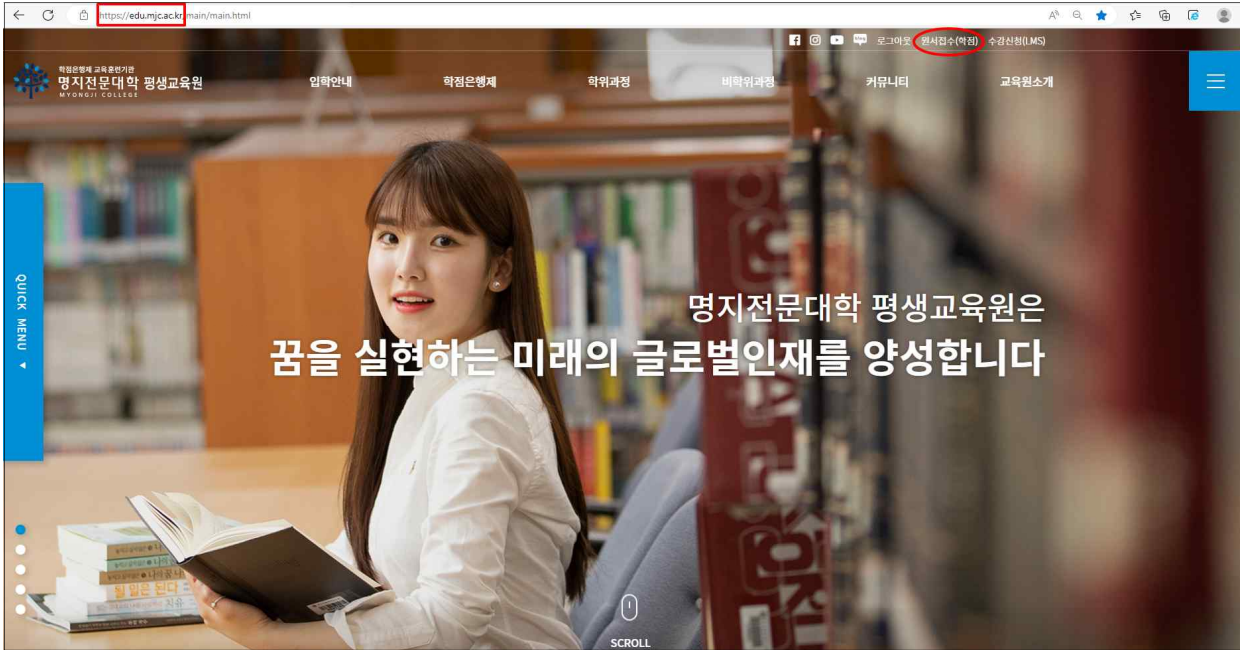 https://edu.mjc.ac.kr/main/main.html
blog 로그아웃 원서접수(학점) 수강신청(LMS)
학점은행제 교육훈련기관
명지전문대학 평생교육원
MYONGJI COLLEGE
입학안내 학점은행제 학위과정 비학위과정 커뮤니티 교육원소개
QUICK MENU
명지전문대학 평생교육원은
꿈을 실현하는 미래의 글로벌인재를 양성합니다
SCROLL